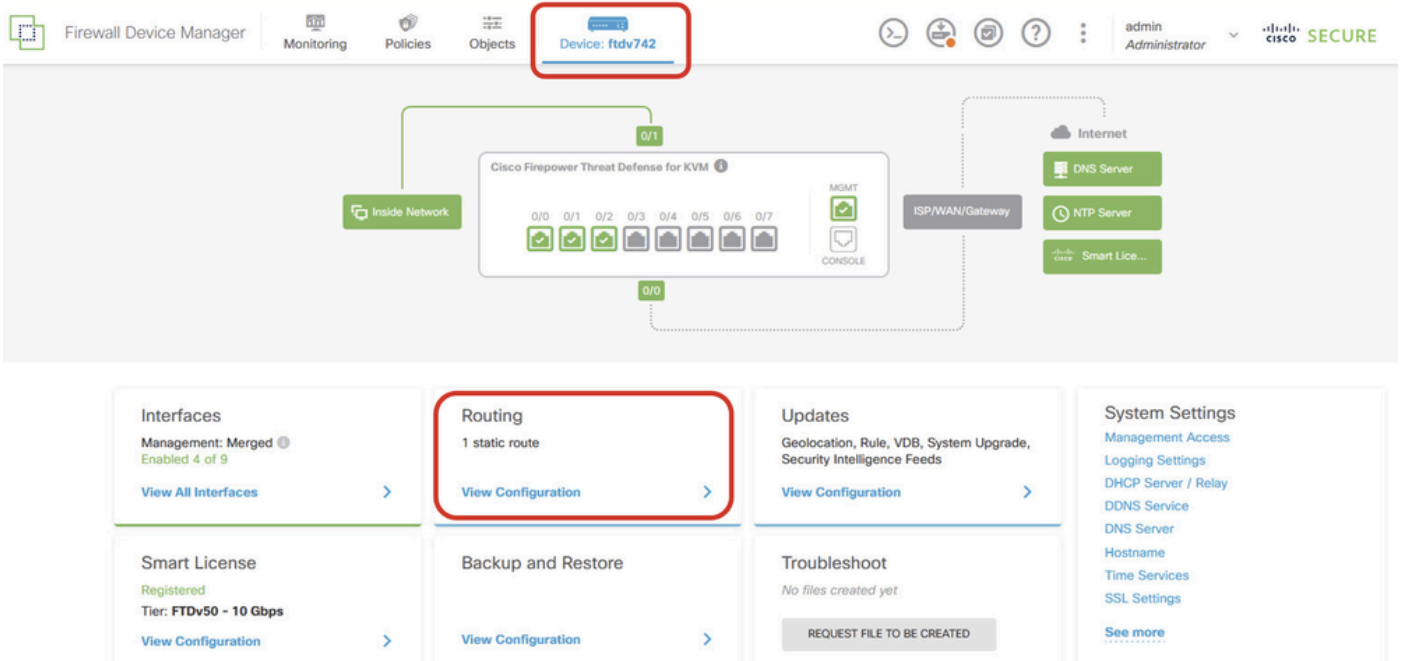 Firewall Device Manager
Monitoring
Policies
Objects
Device: ftdv742
admin
Administrator
cisco SECURE
0/1
Internet
Cisco Firepower Threat Defense for KVM
DNS Server
MGMT
Inside Network
0/0 0/1 0/2 0/3 0/4 0/5 0/6 0/7
ISP/WAN/Gateway
NTP Server
CONSOLE
cisco Smart Lice...
0/0
Interfaces
Management: Merged
Enabled 4 of 9
View All Interfaces
Routing
1 static route
View Configuration
Updates
Geolocation, Rule, VDB, System Upgrade,
Security Intelligence Feeds
View Configuration
System Settings
Management Access
Logging Settings
DHCP Server / Relay
DDNS Service
DNS Server
Hostname
Time Services
SSL Settings
See more
Smart License
Registered
Tier: FTDv50 - 10 Gbps
View Configuration
Backup and Restore
View Configuration
Troubleshoot
No files created yet
REQUEST FILE TO BE CREATED